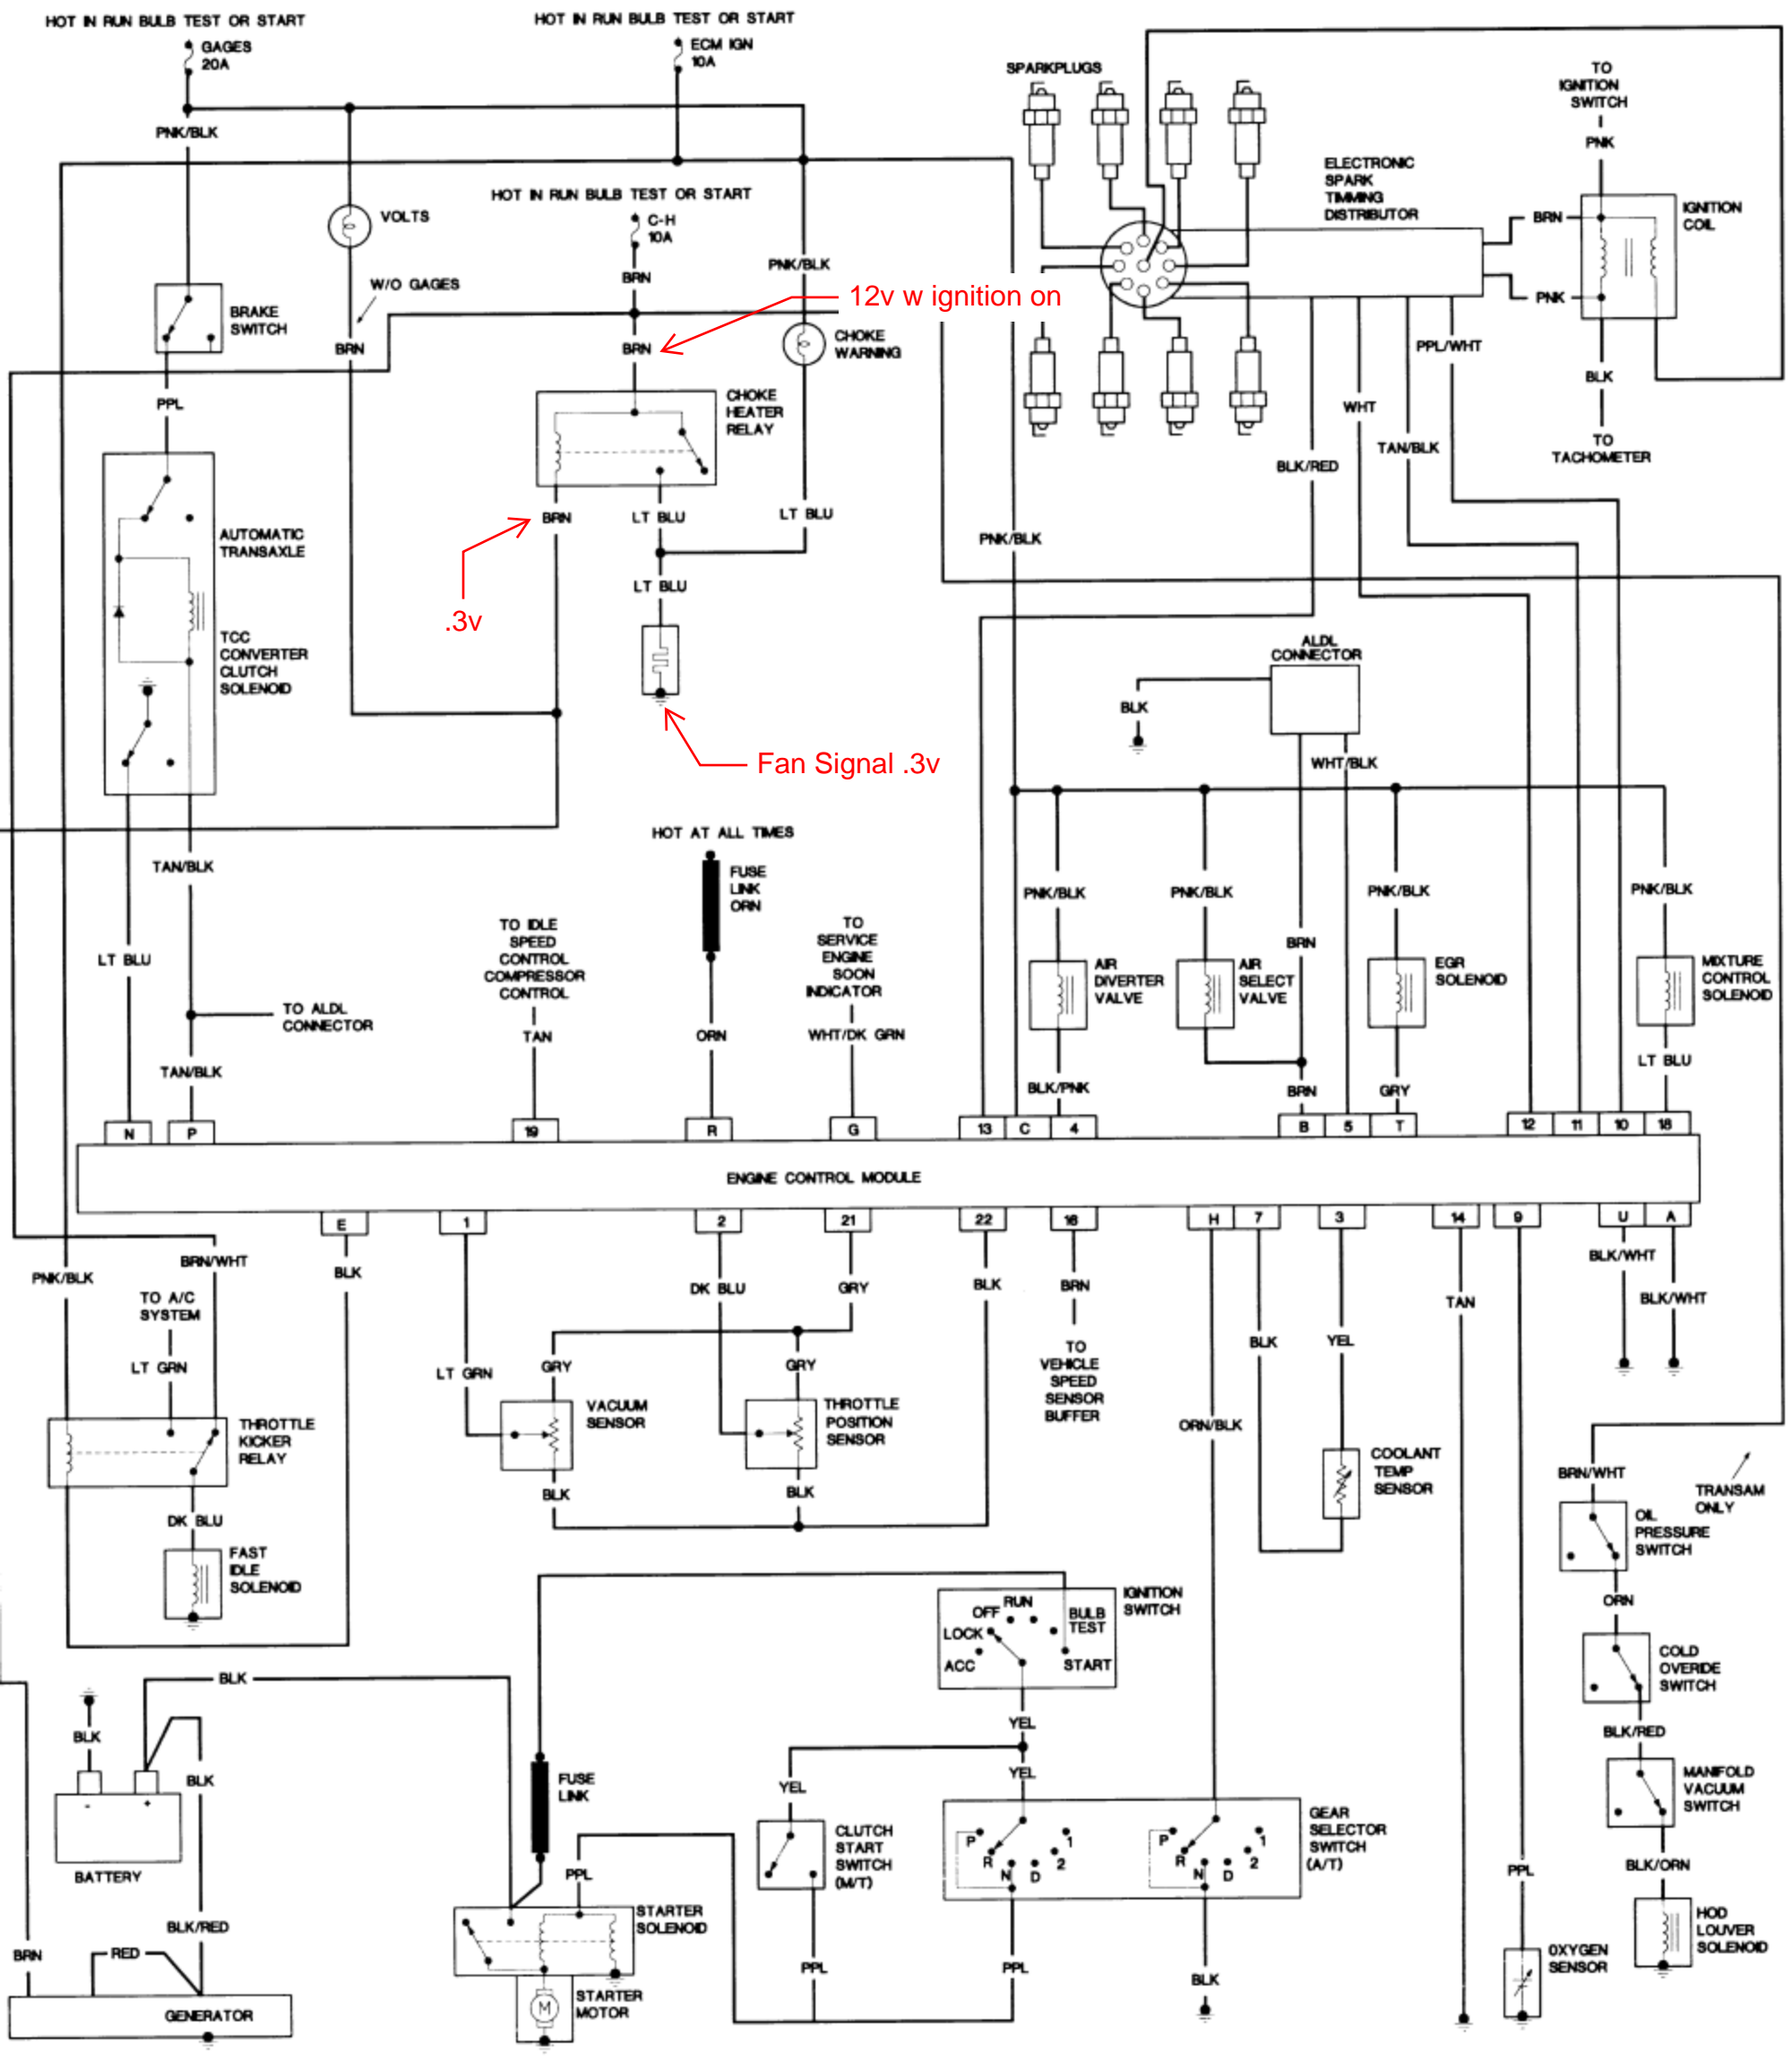 HOT IN RUN BULB TEST OR START
GAGES
20A
PNK/BLK
HOT IN RUN BULB TEST OR START
ECM IGN
10A
VOLTS
W/O GAGES
BRN
BRAKE
SWITCH
PPL
HOT IN RUN BULB TEST OR START
C-H
10A
BRN
BRN
12v w ignition on
PNK/BLK
CHOKE
WARNING
CHOKE
HEATER
RELAY
BRN
LT BLU
LT BLU
LT BLU
.3v
Fan Signal .3v
SPARKPLUGS
ELECTRONIC
SPARK
TIMMING
DISTRIBUTOR
TO
IGNITION
SWITCH
PNK
BRN
PNK
IGNITION
COIL
BLK
TO
TACHOMETER
PPL/WHT
WHT
TAN/BLK
BLK/RED
PNK/BLK
AUTOMATIC
TRANSAXLE
TCC
CONVERTER
CLUTCH
SOLENOID
TAN/BLK
LT BLU
TO ALDL
CONNECTOR
TAN/BLK
TO IDLE
SPEED
CONTROL
COMPRESSOR
CONTROL
TAN
HOT AT ALL TIMES
FUSE
LINK
ORN
ORN
TO
SERVICE
ENGINE
SOON
INDICATOR
WHT/DK GRN
ALDL
CONNECTOR
BLK
WHT/BLK
PNK/BLK
PNK/BLK
PNK/BLK
PNK/BLK
BRN
AIR
DIVERTER
VALVE
AIR
SELECT
VALVE
EGR
SOLENOID
MIXTURE
CONTROL
SOLENOID
BLK/PNK
BRN
GRY
LT BLU
N P 19 R G 13 C 4 B 5 T 12 11 10 18
ENGINE CONTROL MODULE
E 1 2 21 22 16 H 7 3 14 9 U A
PNK/BLK
BRN/WHT
BLK
TO A/C
SYSTEM
LT GRN
THROTTLE
KICKER
RELAY
DK BLU
FAST
IDLE
SOLENOID
LT GRN
DK BLU
GRY
GRY
GRY
VACUUM
SENSOR
THROTTLE
POSITION
SENSOR
BLK
BLK
BLK
BRN
TO
VEHICLE
SPEED
SENSOR
BUFFER
ORN/BLK
BLK
YEL
COOLANT
TEMP
SENSOR
TAN
BLK/WHT
BLK/WHT
BRN/WHT
TRANSAM
ONLY
OIL
PRESSURE
SWITCH
ORN
COLD
OVERIDE
SWITCH
BLK/RED
MANIFOLD
VACUUM
SWITCH
BLK/ORN
HOD
LOUVER
SOLENOID
PPL
OXYGEN
SENSOR
IGNITION
SWITCH
RUN
OFF
BULB
TEST
LOCK
ACC
START
YEL
YEL
YEL
CLUTCH
START
SWITCH
(M/T)
PPL
GEAR
SELECTOR
SWITCH
(A/T)
P R N D 2 1
P R N D 2 1
PPL
BLK
BLK
BLK
- +
BATTERY
BLK
BLK/RED
BRN
RED
GENERATOR
FUSE
LINK
PPL
STARTER
SOLENOID
M
STARTER
MOTOR